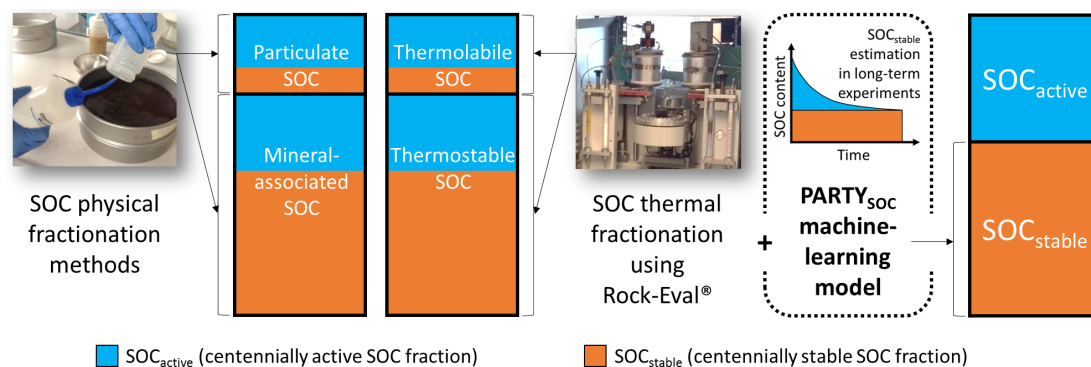 Particulate
SOC
Mineral-
associated
SOC
Thermolabile
SOC
Thermostable
SOC
SOC physical
fractionation
methods
SOC thermal
fractionation
using
Rock-Eval®
+
SOCstable
estimation
in long-term
experiments
SOC content
Time
PARTYSOC
machine-
learning
model
SOCactive
SOCstable
SOCactive (centennially active SOC fraction)
SOCstable (centennially stable SOC fraction)